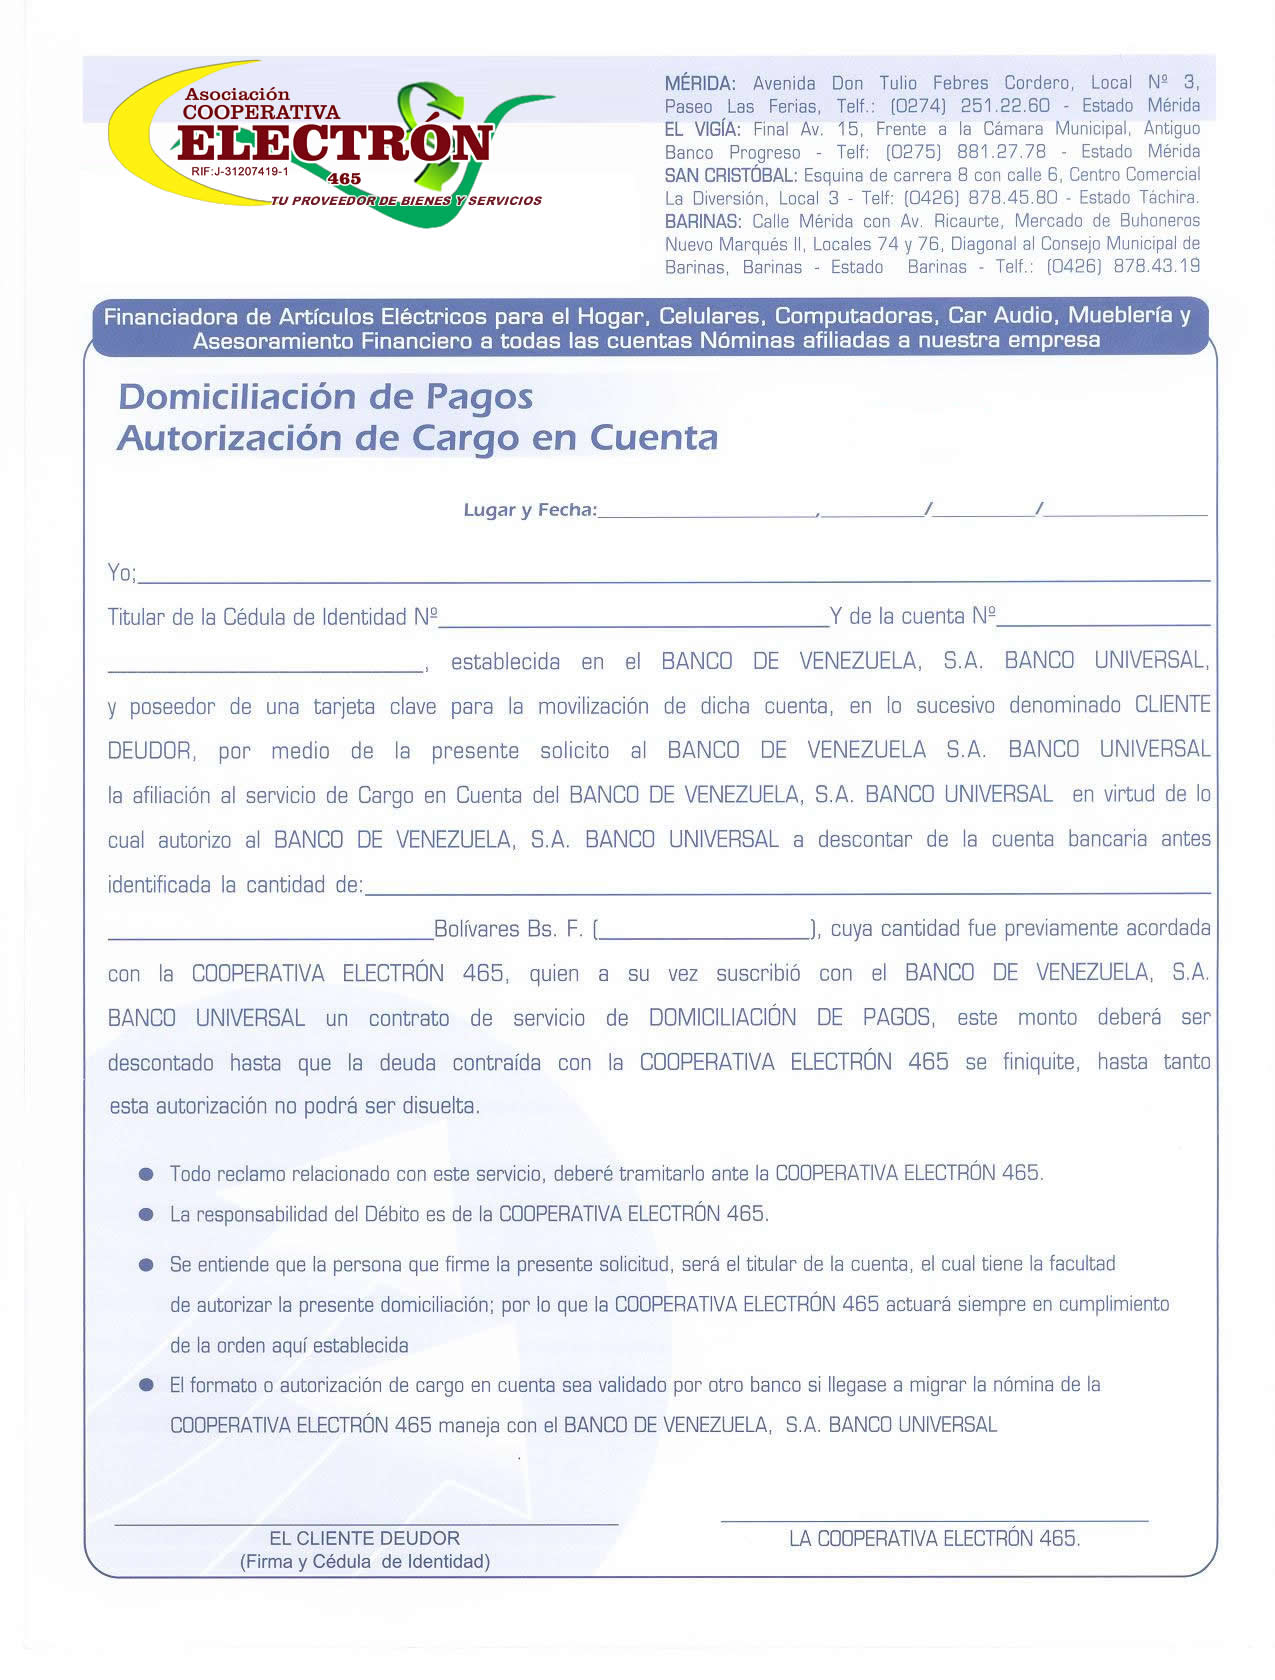 Asociación
COOPERATIVA
ELECTRÓN
RIF:J-31207419-1
465
TU PROVEEDOR DE BIENES Y SERVICIOS
MÉRIDA: Avenida Don Tulio Febres Cordero, Local Nº 3,
Paseo Las Ferias, Telf.: (0274) 251.22.60 - Estado Mérida
EL VIGÍA: Final Av. 15, Frente a la Cámara Municipal, Antiguo
Banco Progreso - Telf: (0275) 881.27.78 - Estado Mérida
SAN CRISTÓBAL: Esquina de carrera 8 con calle 6, Centro Comercial
La Diversión, Local 3 - Telf: (0426) 878.45.80 - Estado Táchira.
BARINAS: Calle Mérida con Av. Ricaurte, Mercado de Buhoneros
Nuevo Marqués II, Locales 74 y 76, Diagonal al Consejo Municipal de
Barinas, Barinas - Estado Barinas - Telf.: (0426) 878.43.19
Financiadora de Artículos Eléctricos para el Hogar, Celulares, Computadoras, Car Audio, Mueblería y
Asesoramiento Financiero a todas las cuentas Nóminas afiliadas a nuestra empresa
Domiciliación de Pagos
Autorización de Cargo en Cuenta
Lugar y Fecha:____________________,_________/_________/_______________
Yo;____________________
Titular de la Cédula de Identidad Nº____________________Y de la cuenta Nº____________________
____________________, establecida en el BANCO DE VENEZUELA, S.A. BANCO UNIVERSAL,
y poseedor de una tarjeta clave para la movilización de dicha cuenta, en lo sucesivo denominado CLIENTE
DEUDOR, por medio de la presente solicito al BANCO DE VENEZUELA S.A. BANCO UNIVERSAL
la afiliación al servicio de Cargo en Cuenta del BANCO DE VENEZUELA, S.A. BANCO UNIVERSAL en virtud de lo
cual autorizo al BANCO DE VENEZUELA, S.A. BANCO UNIVERSAL a descontar de la cuenta bancaria antes
identificada la cantidad de:____________________
____________________Bolívares Bs. F. (____________________), cuya cantidad fue previamente acordada
con la COOPERATIVA ELECTRÓN 465, quien a su vez suscribió con el BANCO DE VENEZUELA, S.A.
BANCO UNIVERSAL un contrato de servicio de DOMICILIACIÓN DE PAGOS, este monto deberá ser
descontado hasta que la deuda contraída con la COOPERATIVA ELECTRÓN 465 se finiquite, hasta tanto
esta autorización no podrá ser disuelta.
● Todo reclamo relacionado con este servicio, deberé tramitarlo ante la COOPERATIVA ELECTRÓN 465.
● La responsabilidad del Débito es de la COOPERATIVA ELECTRÓN 465.
● Se entiende que la persona que firme la presente solicitud, será el titular de la cuenta, el cual tiene la facultad
de autorizar la presente domiciliación; por lo que la COOPERATIVA ELECTRÓN 465 actuará siempre en cumplimiento
de la orden aquí establecida
● El formato o autorización de cargo en cuenta sea validado por otro banco si llegase a migrar la nómina de la
COOPERATIVA ELECTRÓN 465 maneja con el BANCO DE VENEZUELA, S.A. BANCO UNIVERSAL
EL CLIENTE DEUDOR
(Firma y Cédula de Identidad)
LA COOPERATIVA ELECTRÓN 465.